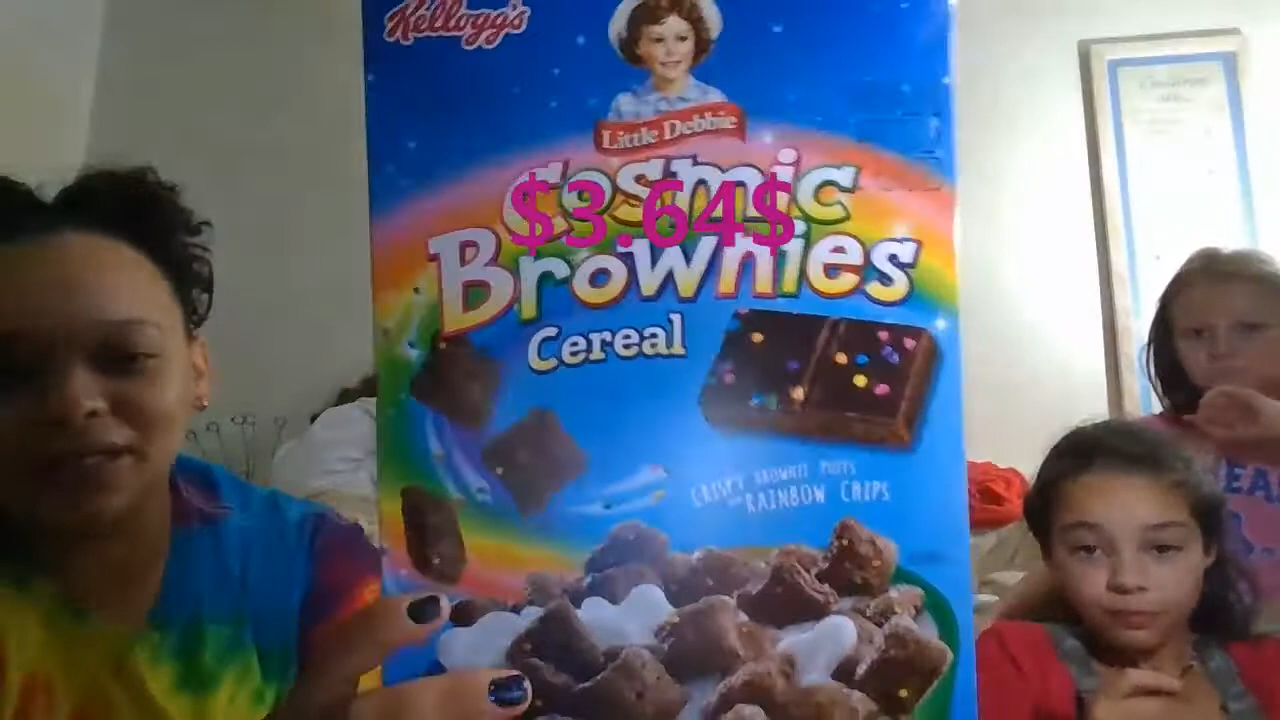 Kellogg's
Little Debbie
Cosmic
$3.64$
Brownies
Cereal
CRISPY BROWNIE PUFFS
RAINBOW CHIPS